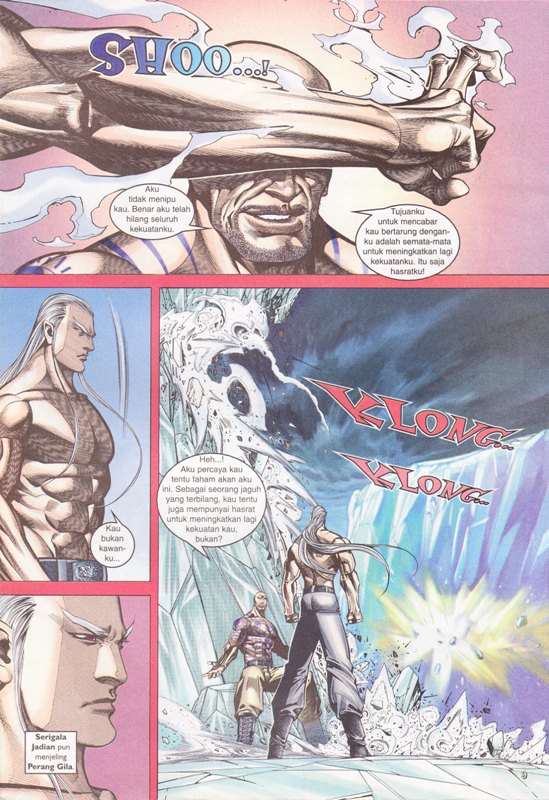 SHOO...!
Aku
tidak menipu
kau. Benar aku telah
hilang seluruh
kekuatanku.
Tujuanku
untuk mencabar
kau bertarung dengan-
ku adalah semata-mata
untuk meningkatkan lagi
kekuatanku. Itu saja
hasratku!
Kau
bukan
kawan-
ku...
KLONG...
KLONG...
Heh...!
Aku percaya kau
tentu faham akan aku
ini. Sebagai seorang jaguh
yang terbilang, kau tentu
juga mempunyai hasrat
untuk meningkatkan lagi
kekuatan kau,
bukan?
Serigala
Jadian pun
menjeling
Perang Gila.